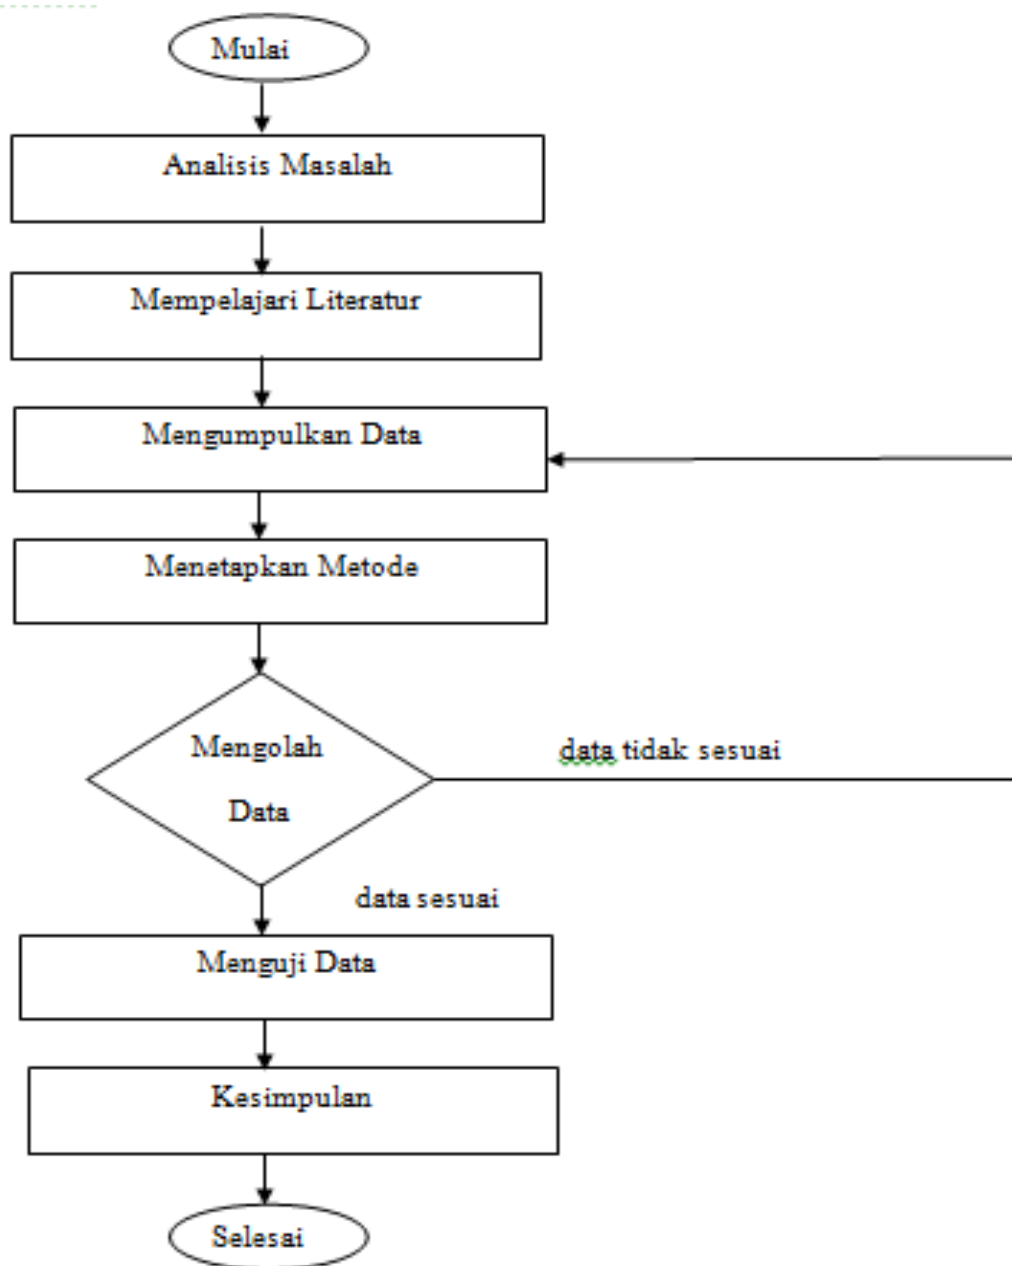 Mulai
Analisis Masalah
Mempelajari Literatur
Mengumpulkan Data
Menetapkan Metode
Mengolah
Data
data tidak sesuai
data sesuai
Menguji Data
Kesimpulan
Selesai